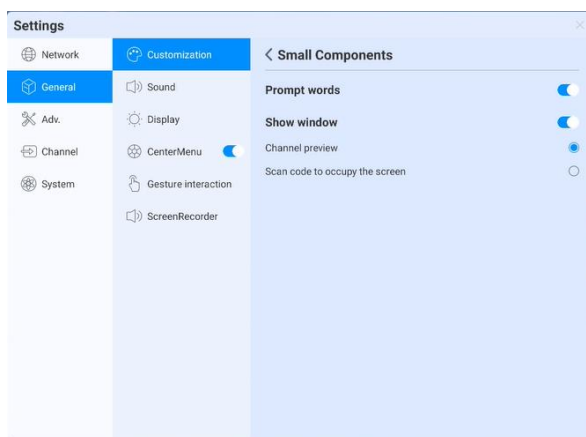 Settings
Network
General
Adv.
Channel
System
Customization
Sound
Display
CenterMenu
Gesture interaction
ScreenRecorder
Small Components
Prompt words
Show window
Channel preview
Scan code to occupy the screen